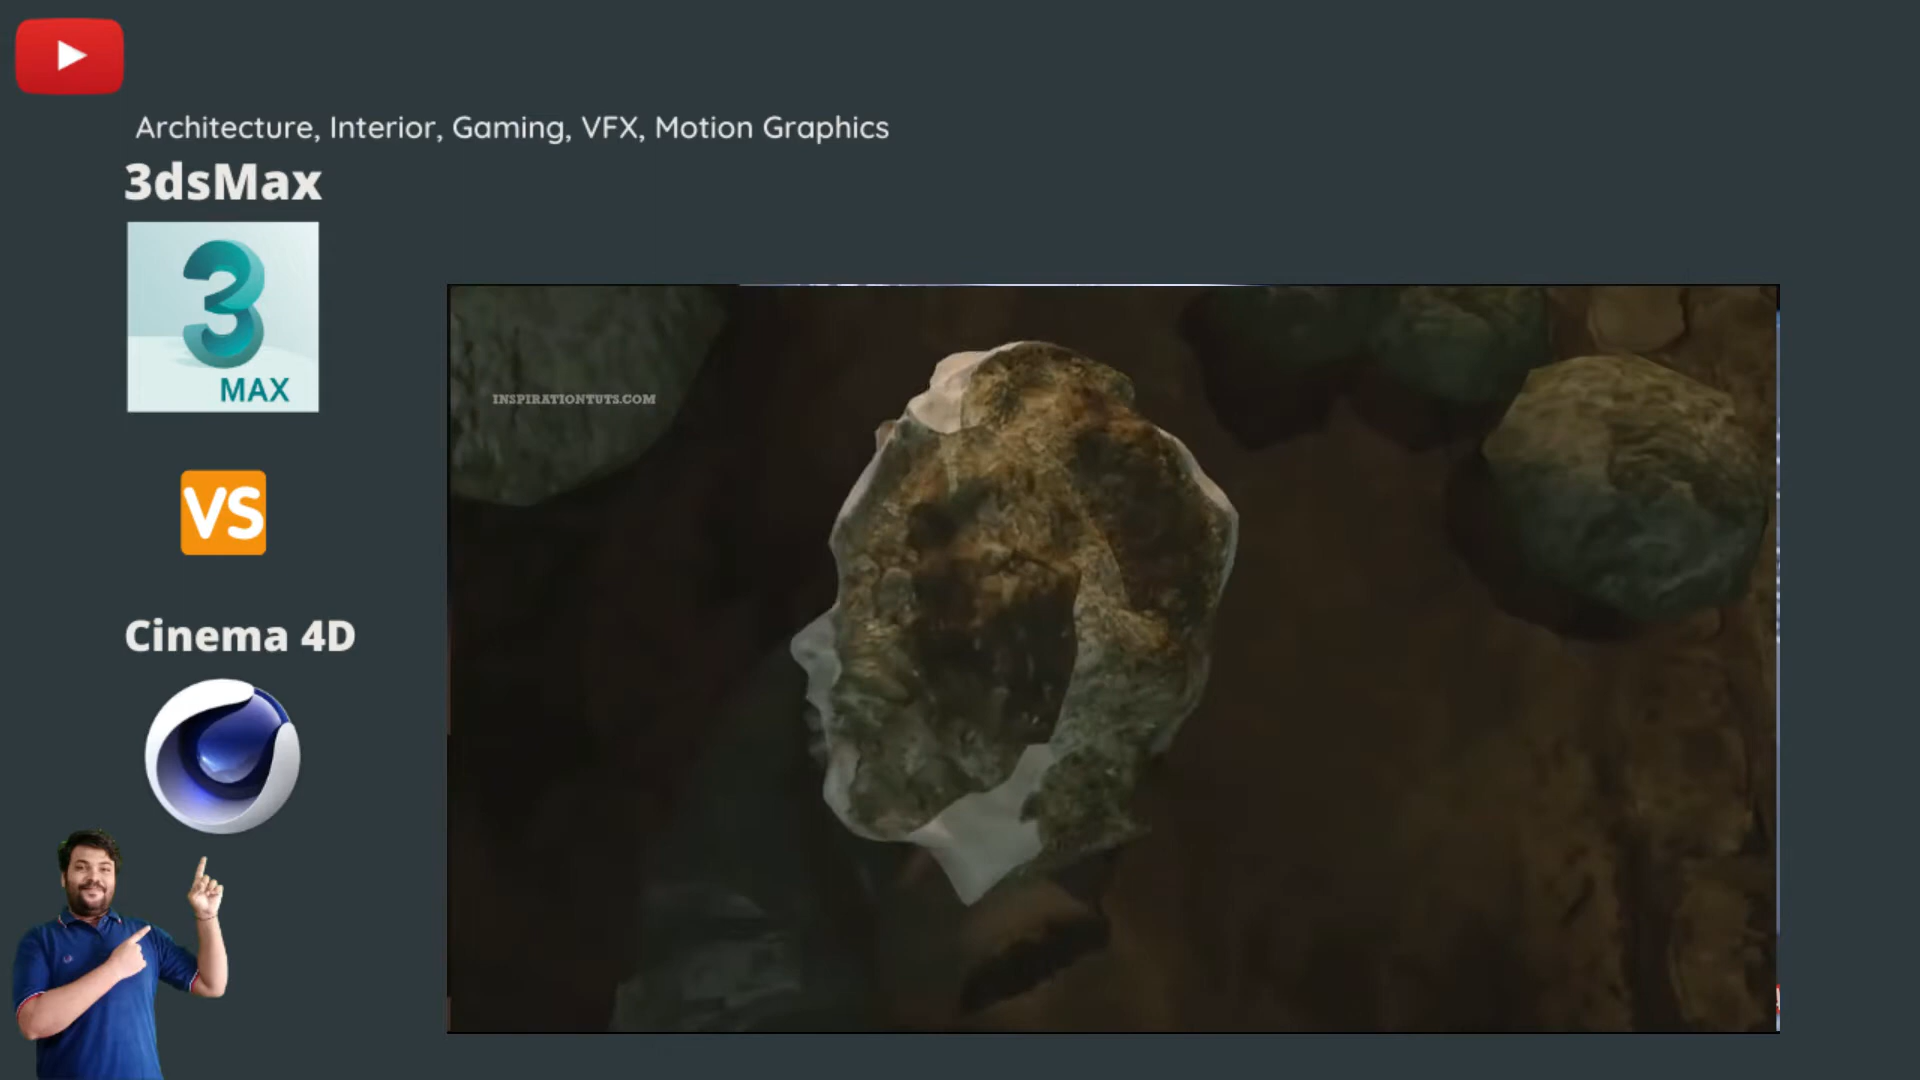 Architecture, Interior, Gaming, VFX, Motion Graphics
3dsMax
3
MAX
INSPIRATIONTUTS.COM
VS
Cinema 4D